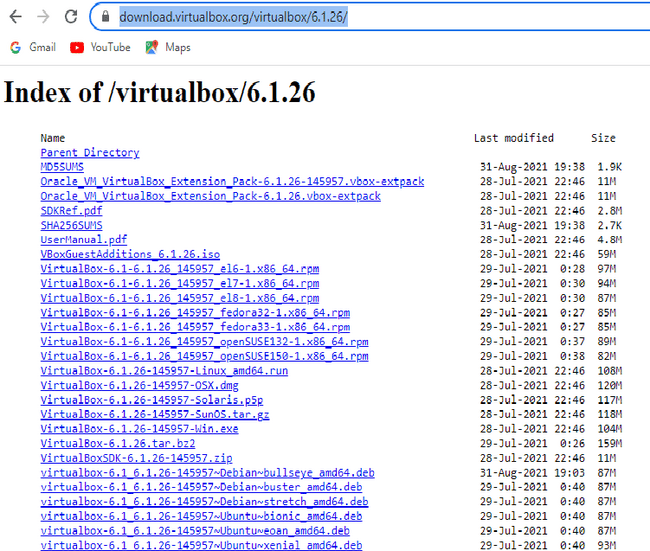 download.virtualbox.org/virtualbox/6.1.26/
Gmail YouTube Maps
Index of /virtualbox/6.1.26
Name Last modified Size
Parent Directory
MD5SUMS 31-Aug-2021 19:38 1.9K
Oracle_VM_VirtualBox_Extension_Pack-6.1.26-145957.vbox-extpack 28-Jul-2021 22:46 11M
Oracle_VM_VirtualBox_Extension_Pack-6.1.26.vbox-extpack 28-Jul-2021 22:46 11M
SDKRef.pdf 28-Jul-2021 22:46 2.8M
SHA256SUMS 31-Aug-2021 19:38 2.7K
UserManual.pdf 28-Jul-2021 22:46 4.8M
VBoxGuestAdditions_6.1.26.iso 28-Jul-2021 22:46 59M
VirtualBox-6.1-6.1.26_145957_el6-1.x86_64.rpm 29-Jul-2021 0:28 97M
VirtualBox-6.1-6.1.26_145957_el7-1.x86_64.rpm 29-Jul-2021 0:30 94M
VirtualBox-6.1-6.1.26_145957_el8-1.x86_64.rpm 29-Jul-2021 0:30 87M
VirtualBox-6.1-6.1.26_145957_fedora32-1.x86_64.rpm 29-Jul-2021 0:27 85M
VirtualBox-6.1-6.1.26_145957_fedora33-1.x86_64.rpm 29-Jul-2021 0:27 85M
VirtualBox-6.1-6.1.26_145957_openSUSE132-1.x86_64.rpm 29-Jul-2021 0:37 89M
VirtualBox-6.1-6.1.26_145957_openSUSE150-1.x86_64.rpm 29-Jul-2021 0:38 82M
VirtualBox-6.1.26-145957-Linux_amd64.run 28-Jul-2021 22:46 108M
VirtualBox-6.1.26-145957-OSX.dmg 28-Jul-2021 22:46 120M
VirtualBox-6.1.26-145957-Solaris.p5p 28-Jul-2021 22:46 117M
VirtualBox-6.1.26-145957-SunOS.tar.gz 28-Jul-2021 22:46 118M
VirtualBox-6.1.26-145957-Win.exe 28-Jul-2021 22:46 104M
VirtualBox-6.1.26.tar.bz2 29-Jul-2021 0:26 159M
VirtualBoxSDK-6.1.26-145957.zip 28-Jul-2021 22:46 11M
virtualbox-6.1_6.1.26-145957~Debian~bullseye_amd64.deb 31-Aug-2021 19:03 87M
virtualbox-6.1_6.1.26-145957~Debian~buster_amd64.deb 29-Jul-2021 0:40 87M
virtualbox-6.1_6.1.26-145957~Debian~stretch_amd64.deb 29-Jul-2021 0:40 87M
virtualbox-6.1_6.1.26-145957~Ubuntu~bionic_amd64.deb 29-Jul-2021 0:40 87M
virtualbox-6.1_6.1.26-145957~Ubuntu~eoan_amd64.deb 29-Jul-2021 0:40 87M
virtualbox-6.1_6.1.26-145957~Ubuntu~xenial_amd64.deb 29-Jul-2021 0:40 93M